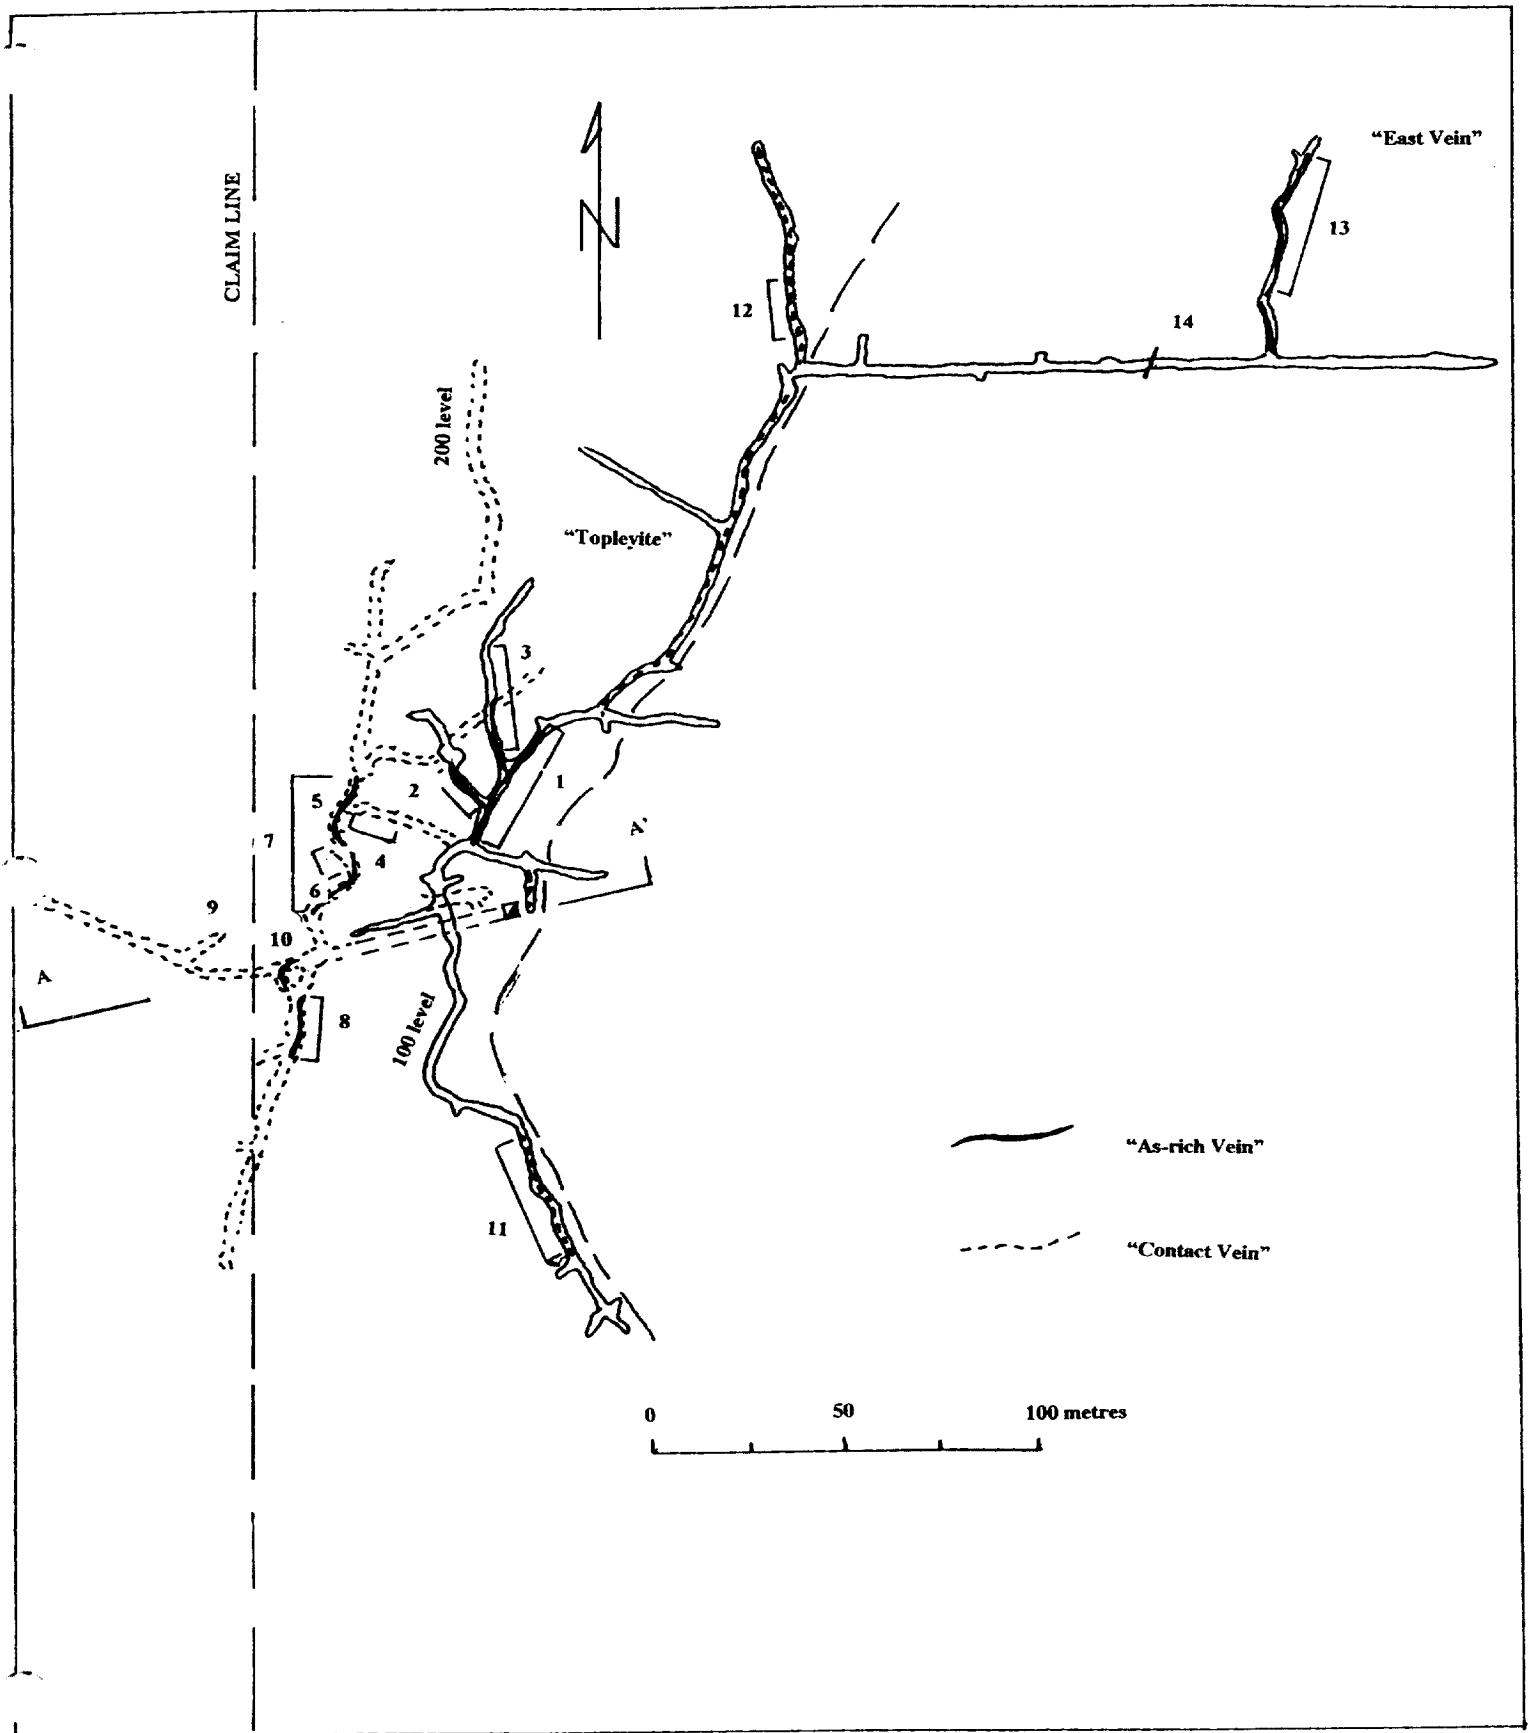 “East Vein”
CLAIM LINE
N
13
12
14
200 level
“Toplevite”
3
1
2
5
7
4
A'
6
9
10
A
8
100 level
“As-rich Vein”
11
“Contact Vein”
0 50 100 metres